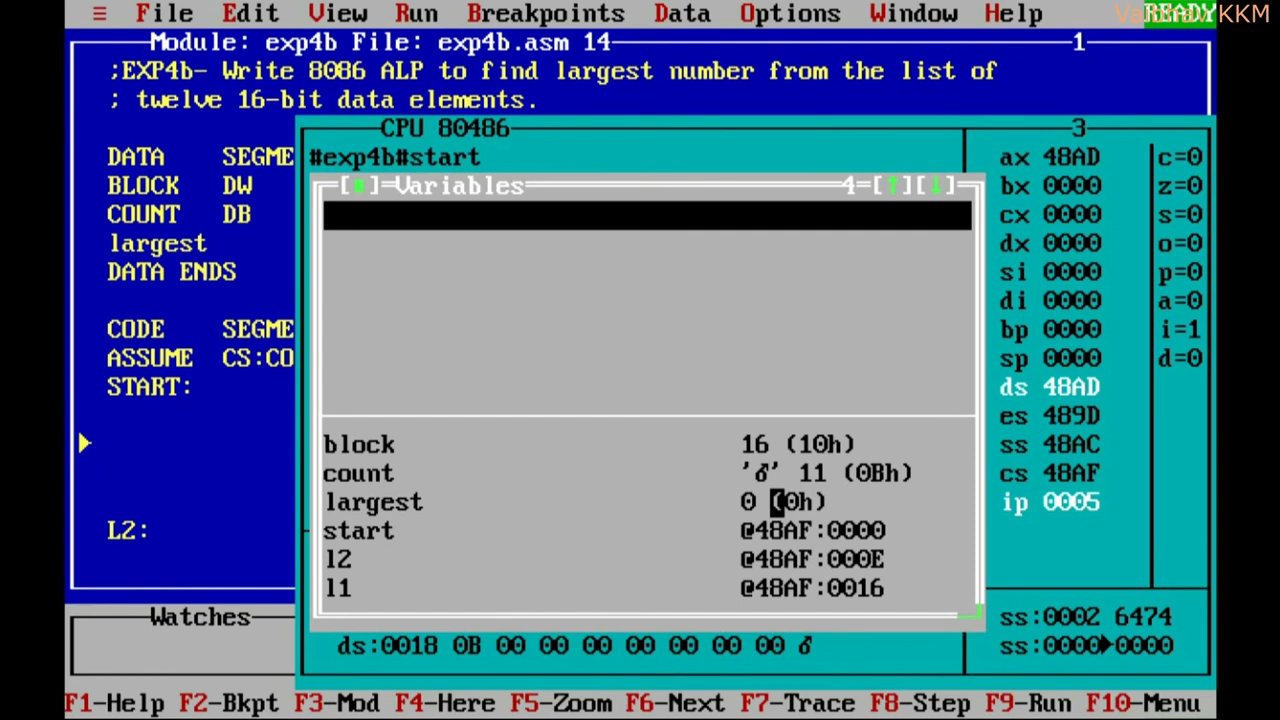 ≡ File Edit View Run Breakpoints Data Options Window Help READY
Module: exp4b File: exp4b.asm 14 1
;EXP4b- Write 8086 ALP to find largest number from the list of
; twelve 16-bit data elements.
CPU 80486 3
DATA SEGME #exp4b#start ax 48AD c=0
BLOCK DW [■]=Variables 4=[↑][↓] bx 0000 z=0
COUNT DB cx 0000 s=0
largest dx 0000 o=0
DATA ENDS si 0000 p=0
di 0000 a=0
CODE SEGME bp 0000 i=1
ASSUME CS:CO sp 0000 d=0
START: ds 48AD
es 489D
block 16 (10h) ss 48AC
count '♂' 11 (0Bh) cs 48AF
largest 0 (0h) ip 0005
L2: start @48AF:0000
l2 @48AF:000E
l1 @48AF:0016
Watches ss:0002 6474
ds:0018 0B 00 00 00 00 00 00 00 ♂ ss:0000►0000
F1-Help F2-Bkpt F3-Mod F4-Here F5-Zoom F6-Next F7-Trace F8-Step F9-Run F10-Menu